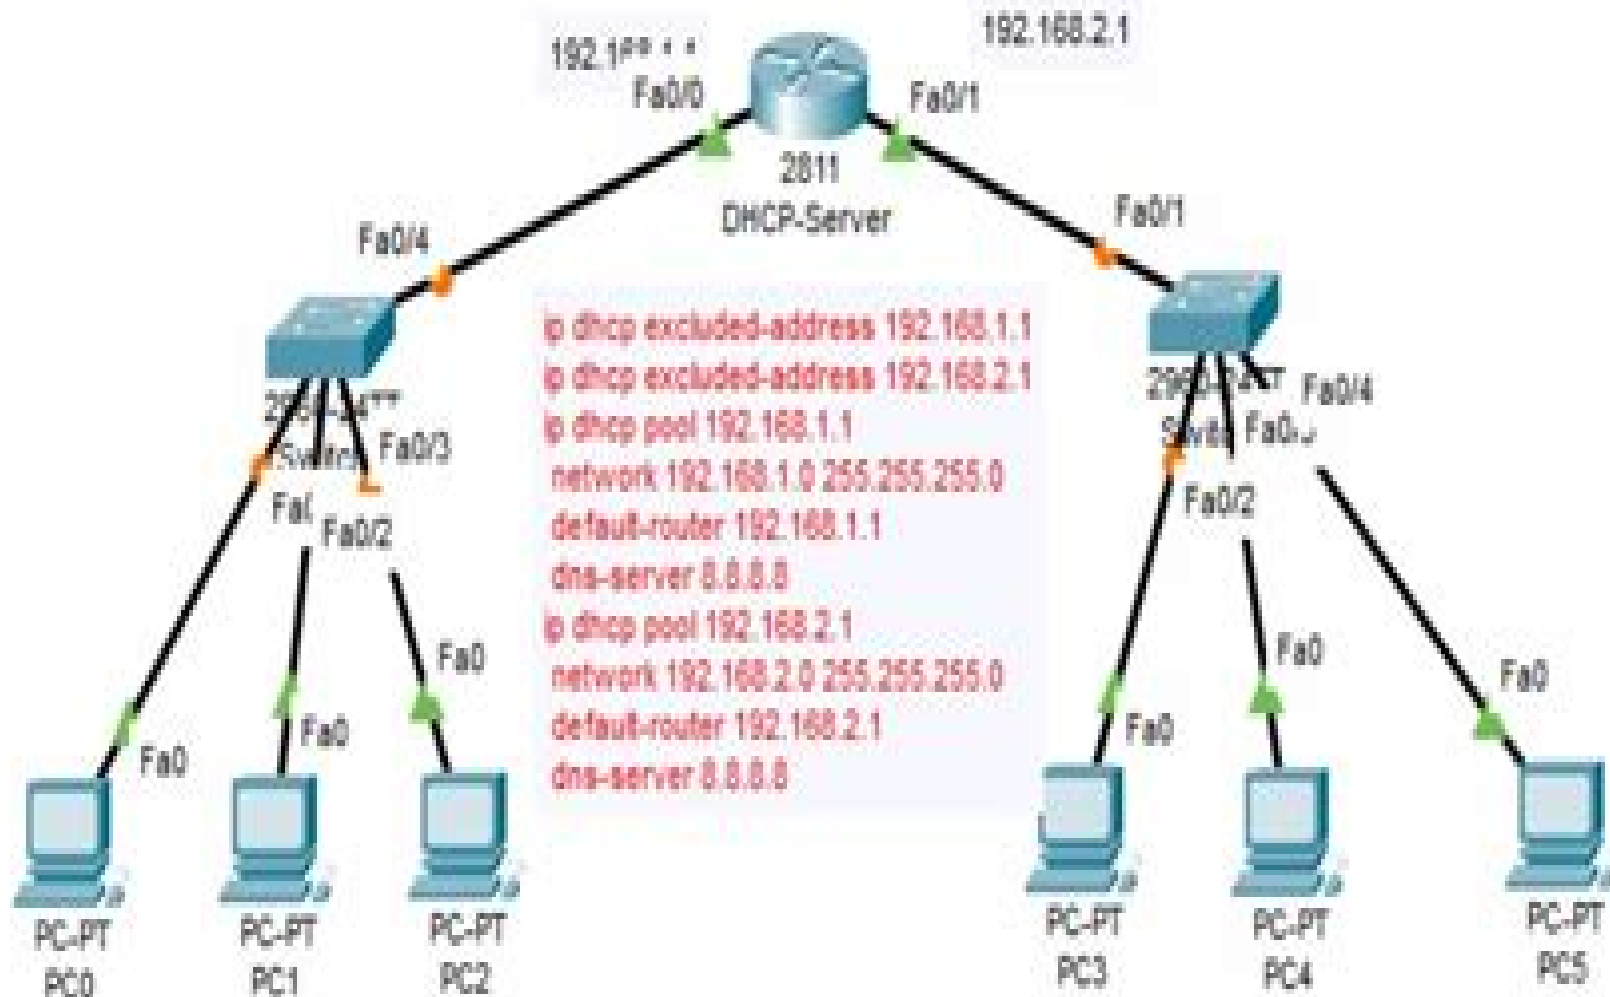 192.168.2.1
Fa0/0
Fa0/1
2811
DHCP-Server
Fa0/4
Fa0/1
ip dhcp excluded-address 192.168.1.1
ip dhcp excluded-address 192.168.2.1
ip dhcp pool 192.168.1.1
network 192.168.1.0 255.255.255.0
default-router 192.168.1.1
dns-server 8.8.8.8
ip dhcp pool 192.168.2.1
network 192.168.2.0 255.255.255.0
default-router 192.168.2.1
dns-server 8.8.8.8
Fa0/3
Fa0/2
Fa0/4
Fa0/2
Fa0
Fa0
Fa0
Fa0
Fa0
Fa0
PC-PT
PC0
PC-PT
PC1
PC-PT
PC2
PC-PT
PC3
PC-PT
PC4
PC-PT
PC5